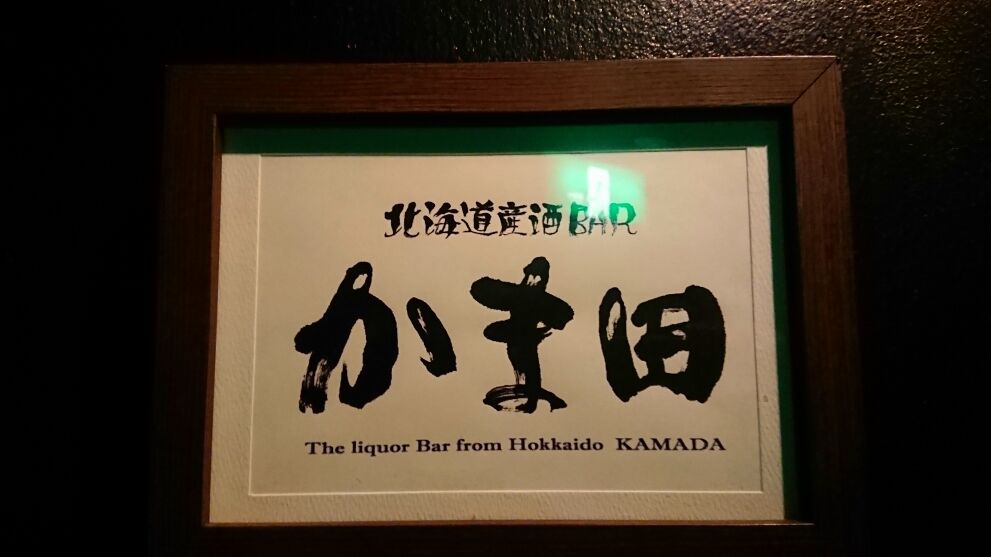 北海道産酒BAR
かま田
The liquor Bar from Hokkaido KAMADA